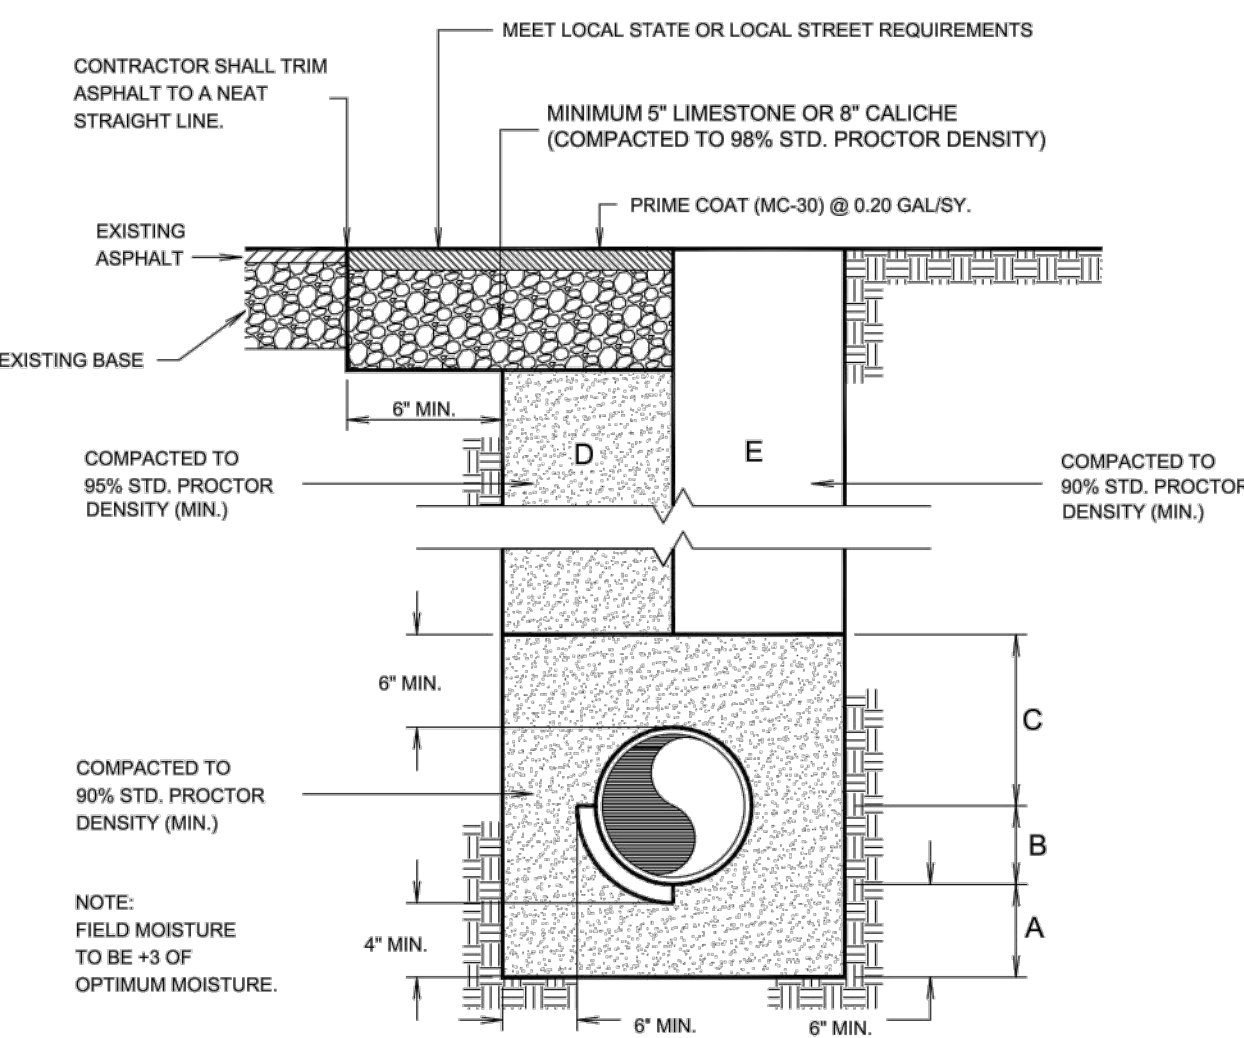 MEET LOCAL STATE OR LOCAL STREET REQUIREMENTS
CONTRACTOR SHALL TRIM
ASPHALT TO A NEAT
STRAIGHT LINE.
MINIMUM 5" LIMESTONE OR 8" CALICHE
(COMPACTED TO 98% STD. PROCTOR DENSITY)
PRIME COAT (MC-30) @ 0.20 GAL/SY.
EXISTING
ASPHALT
EXISTING BASE
6" MIN.
D
E
COMPACTED TO
95% STD. PROCTOR
DENSITY (MIN.)
COMPACTED TO
90% STD. PROCTOR
DENSITY (MIN.)
6" MIN.
C
COMPACTED TO
90% STD. PROCTOR
DENSITY (MIN.)
B
NOTE:
FIELD MOISTURE
TO BE +3 OF
OPTIMUM MOISTURE.
4" MIN.
A
6" MIN.
6" MIN.